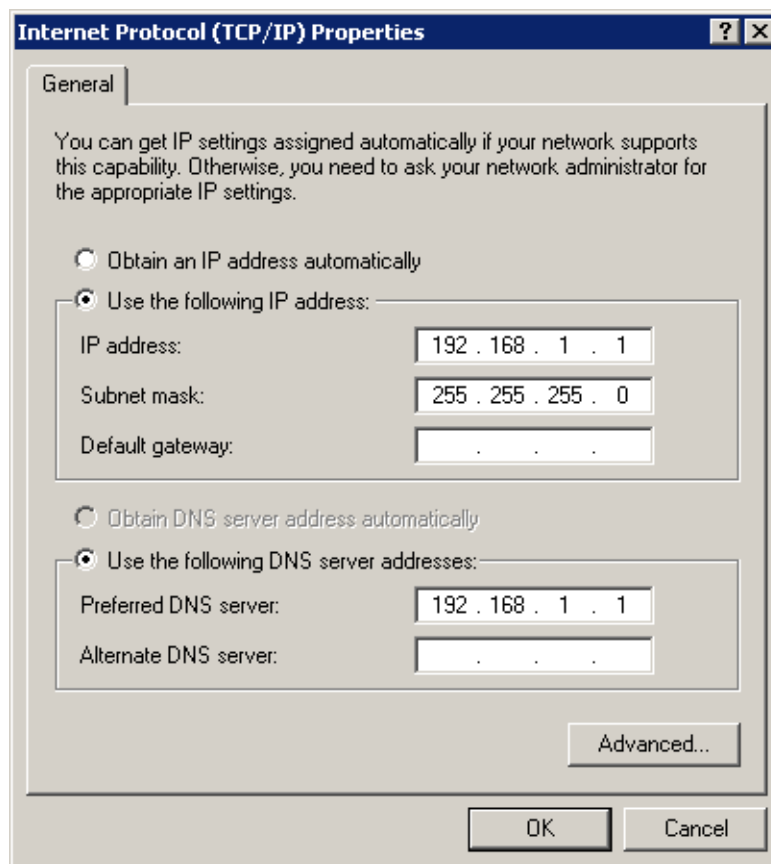 Internet Protocol (TCP/IP) Properties
General
You can get IP settings assigned automatically if your network supports
this capability. Otherwise, you need to ask your network administrator for
the appropriate IP settings.
Obtain an IP address automatically
Use the following IP address:
IP address: 192 . 168 . 1 . 1
Subnet mask: 255 . 255 . 255 . 0
Default gateway: . . .
Obtain DNS server address automatically
Use the following DNS server addresses:
Preferred DNS server: 192 . 168 . 1 . 1
Alternate DNS server: . . .
Advanced...
OK Cancel